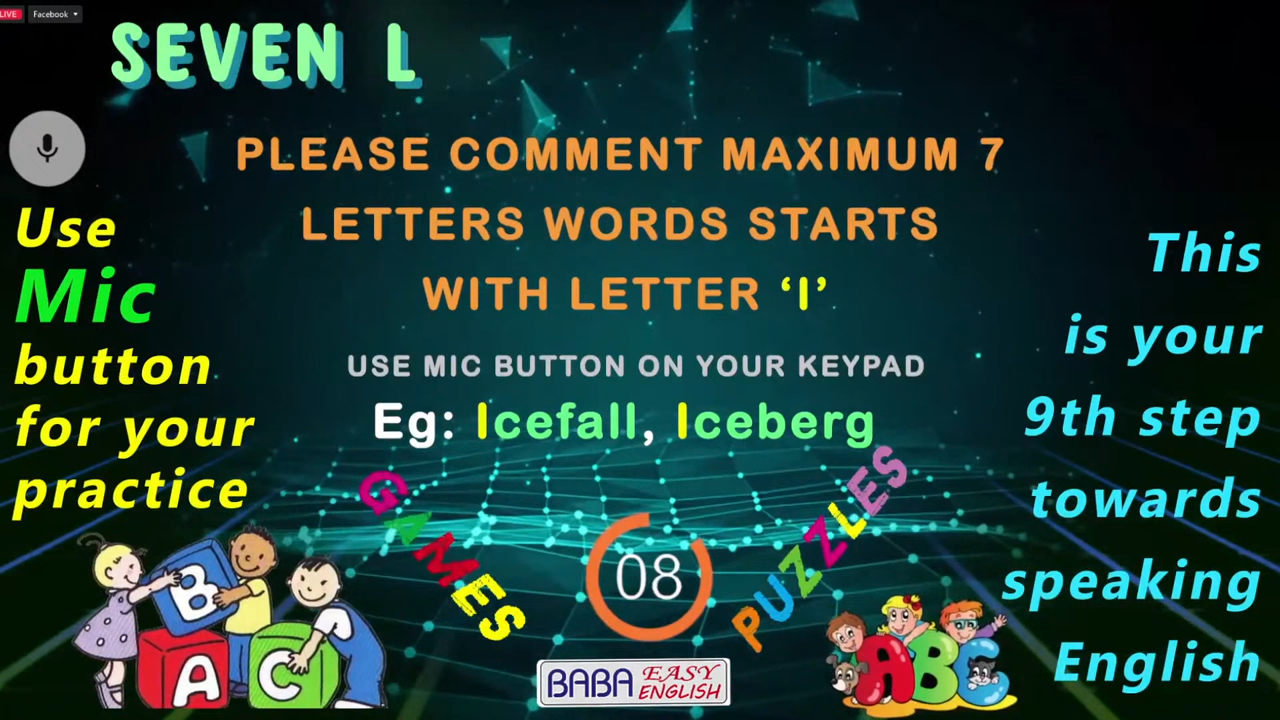 LIVE
Facebook
SEVEN L
PLEASE COMMENT MAXIMUM 7
LETTERS WORDS STARTS
WITH LETTER ‘I’
USE MIC BUTTON ON YOUR KEYPAD
Eg: Icefall, Iceberg
Use
Mic
button
for your
practice
This
is your
9th step
towards
speaking
English
GAMES
PUZZLES
08
B
A C
ABC
BABA EASY
ENGLISH